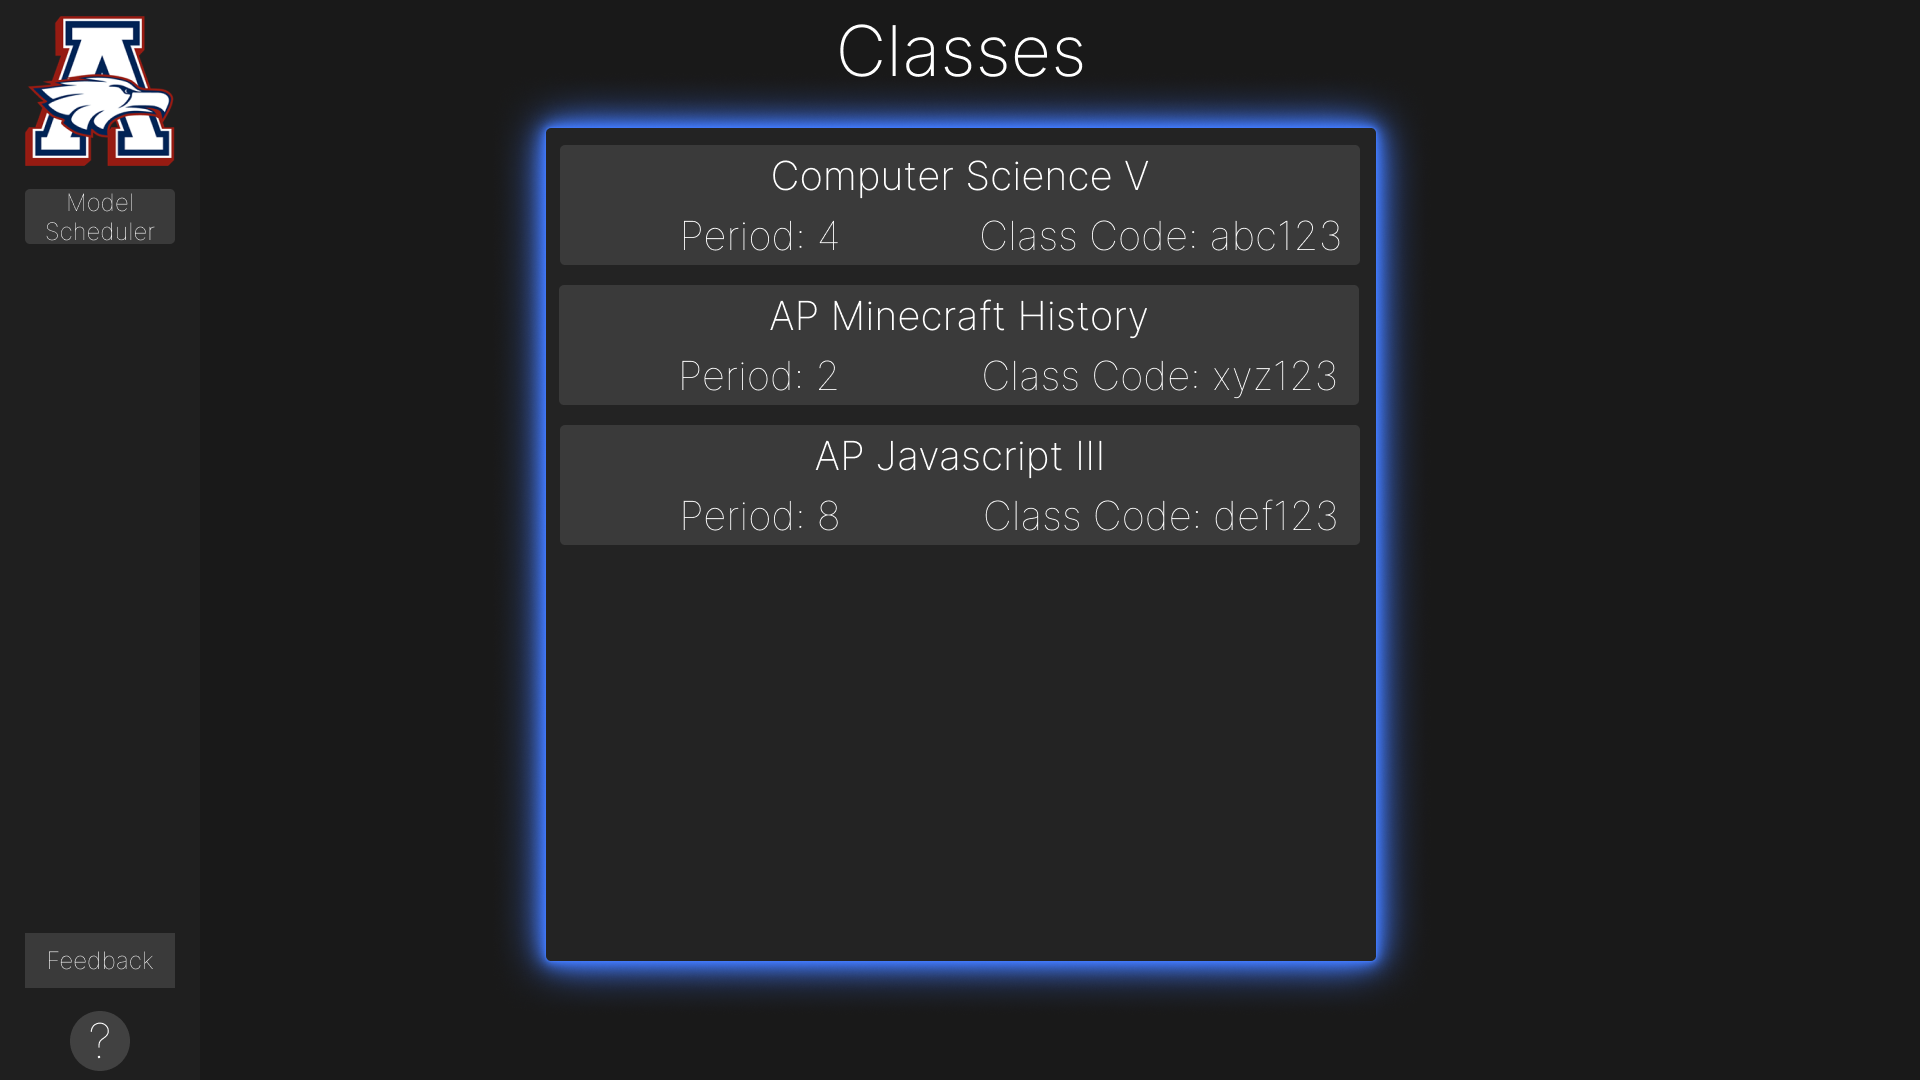 A
Model
Scheduler
Classes
Computer Science V
Period: 4 Class Code: abc123
AP Minecraft History
Period: 2 Class Code: xyz123
AP Javascript III
Period: 8 Class Code: def123
Feedback
?